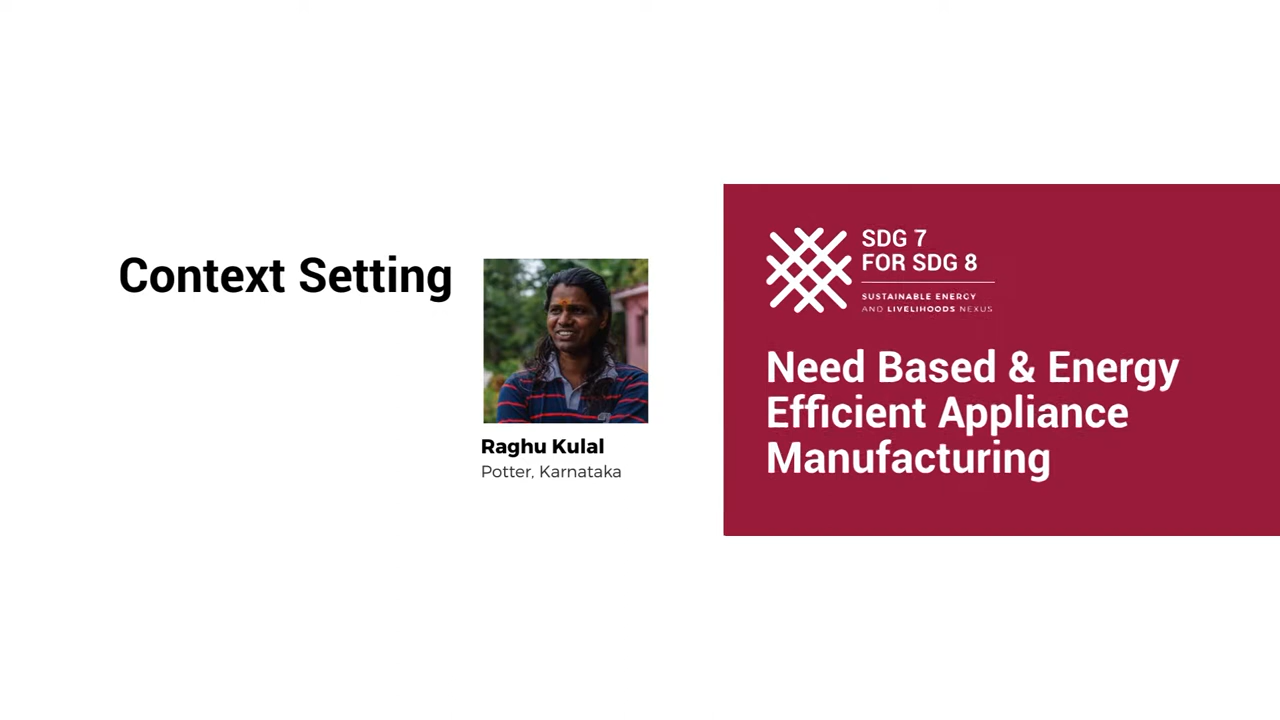 Context Setting
Raghu Kulal
Potter, Karnataka
SDG 7
FOR SDG 8
SUSTAINABLE ENERGY
AND LIVELIHOODS NEXUS
Need Based & Energy
Efficient Appliance
Manufacturing